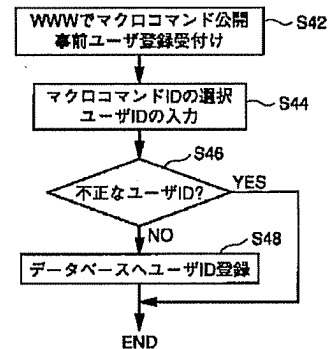 WWWでマクロコマンド公開
事前ユーザ登録受付け
S42
マクロコマンドIDの選択
ユーザIDの入力
S44
S46
不正なユーザID?
YES
NO
S48
データベースへユーザID登録
END